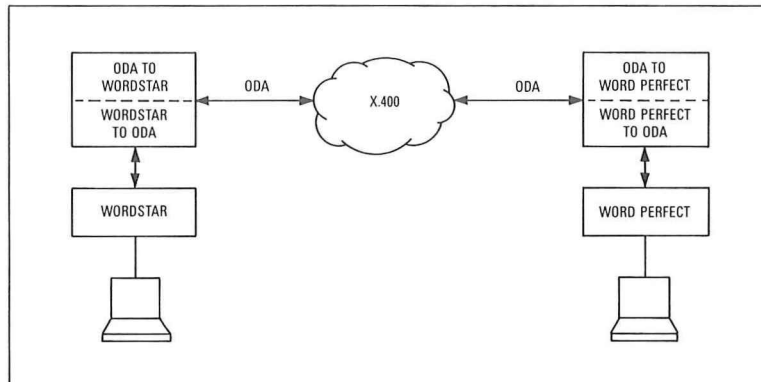 ODA TO
WORDSTAR
WORDSTAR
TO ODA
ODA
X.400
ODA
ODA TO
WORD PERFECT
WORD PERFECT
TO ODA
WORDSTAR
WORD PERFECT